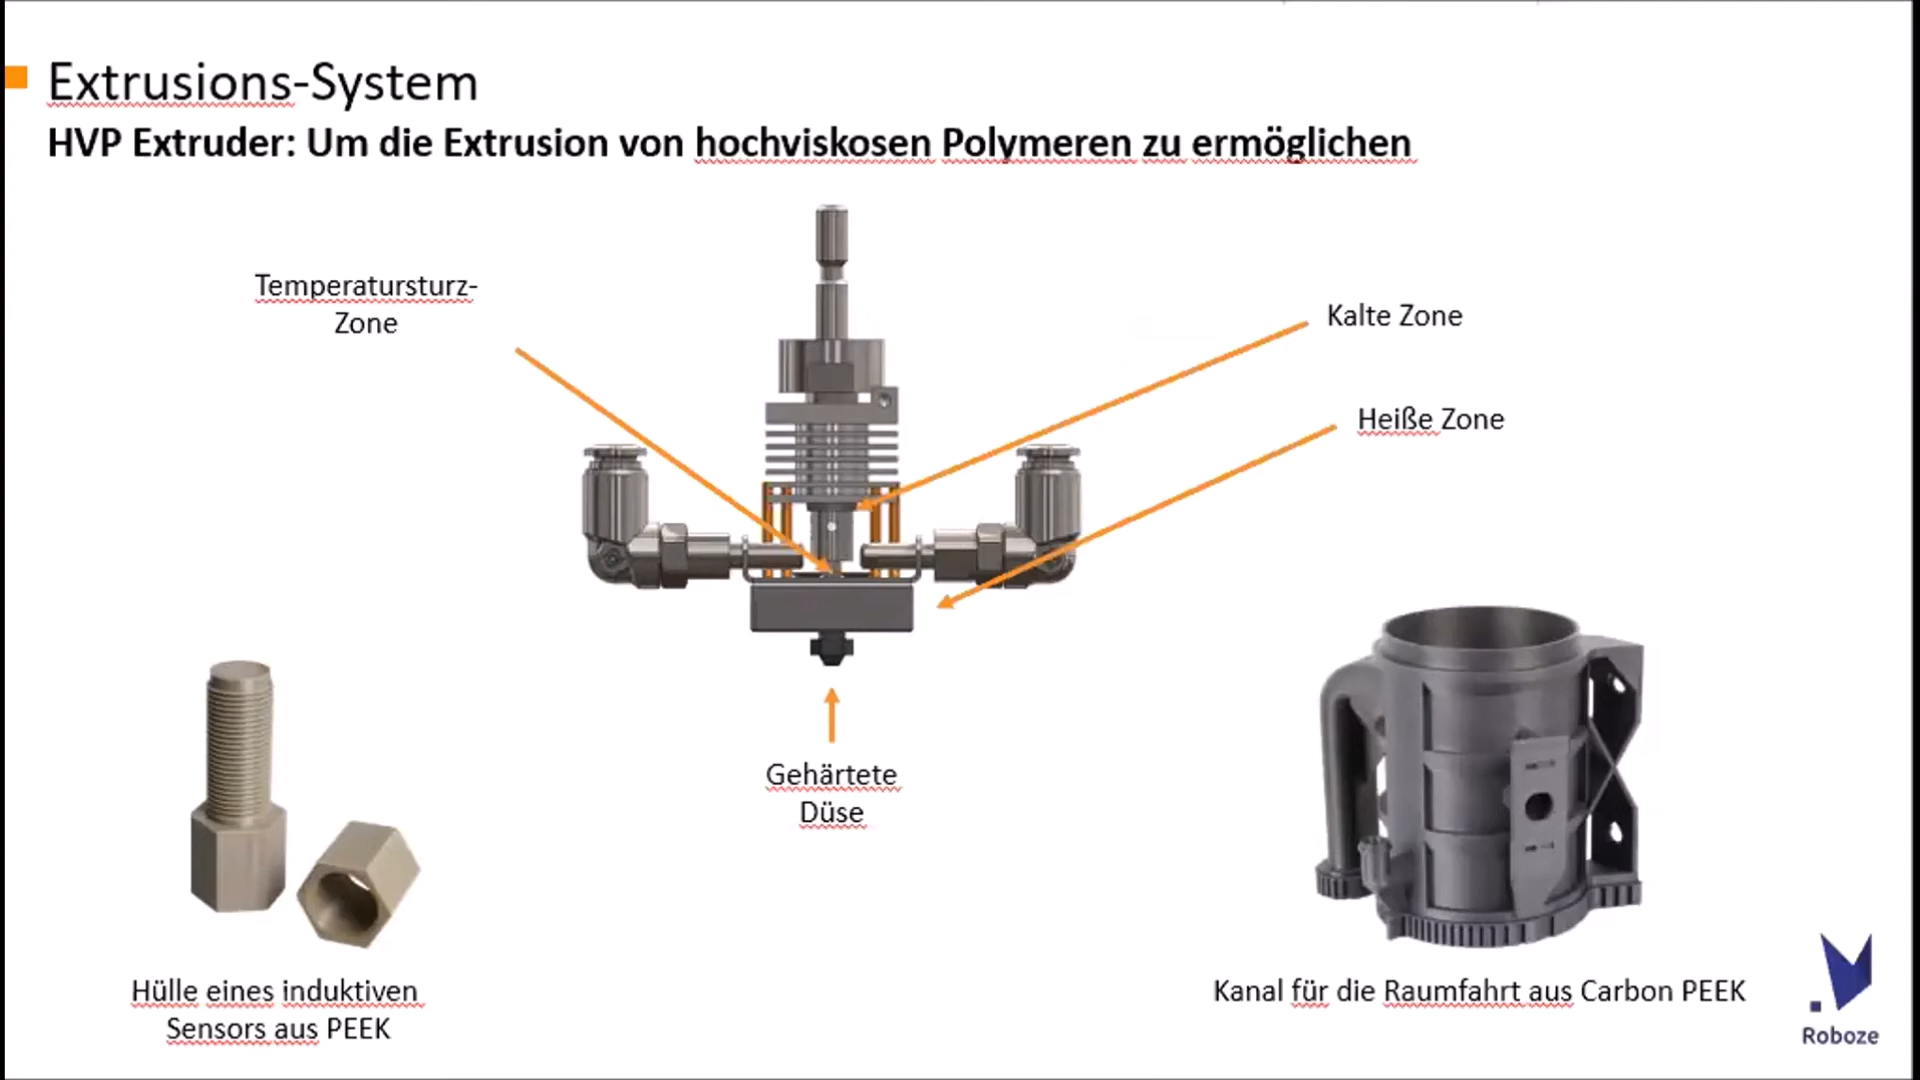 Extrusions-System
HVP Extruder: Um die Extrusion von hochviskosen Polymeren zu ermöglichen
Temperatursturz-
Zone
Kalte Zone
Heiße Zone
Gehärtete
Düse
Hülle eines induktiven
Sensors aus PEEK
Kanal für die Raumfahrt aus Carbon PEEK
Roboze